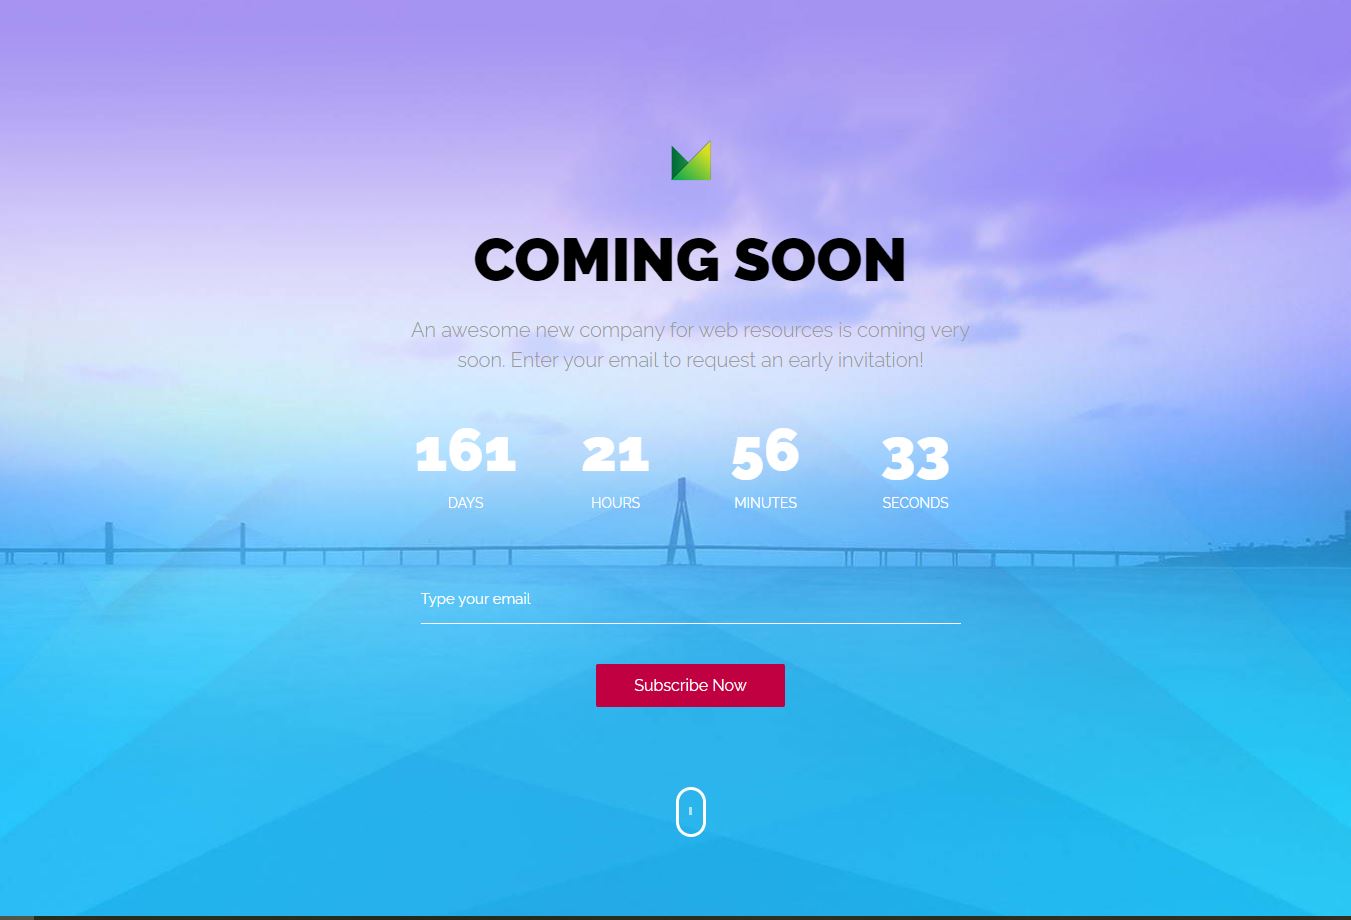 COMING SOON
An awesome new company for web resources is coming very
soon. Enter your email to request an early invitation!
161 21 56 33
DAYS HOURS MINUTES SECONDS
Type your email
Subscribe Now